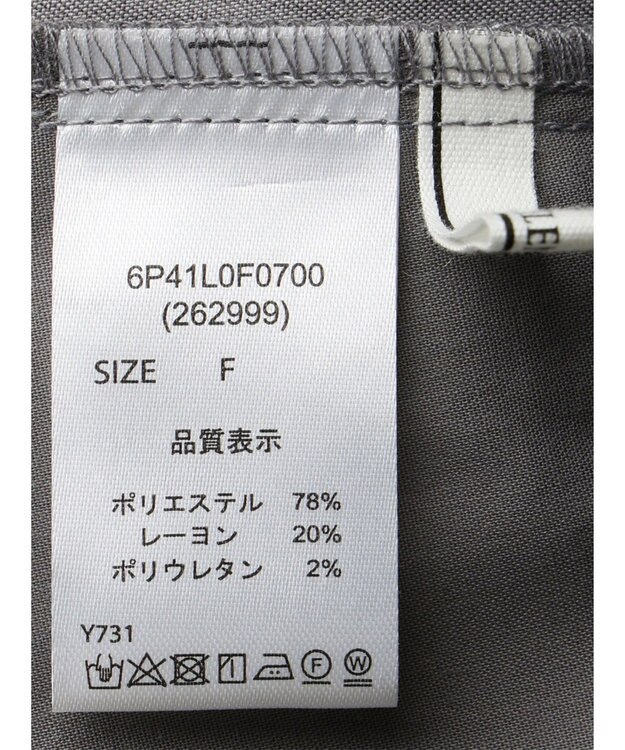 6P41L0F0700
(262999)
SIZE F
品質表示
ポリエステル 78%
レーヨン 20%
ポリウレタン 2%
Y731
F W
LE